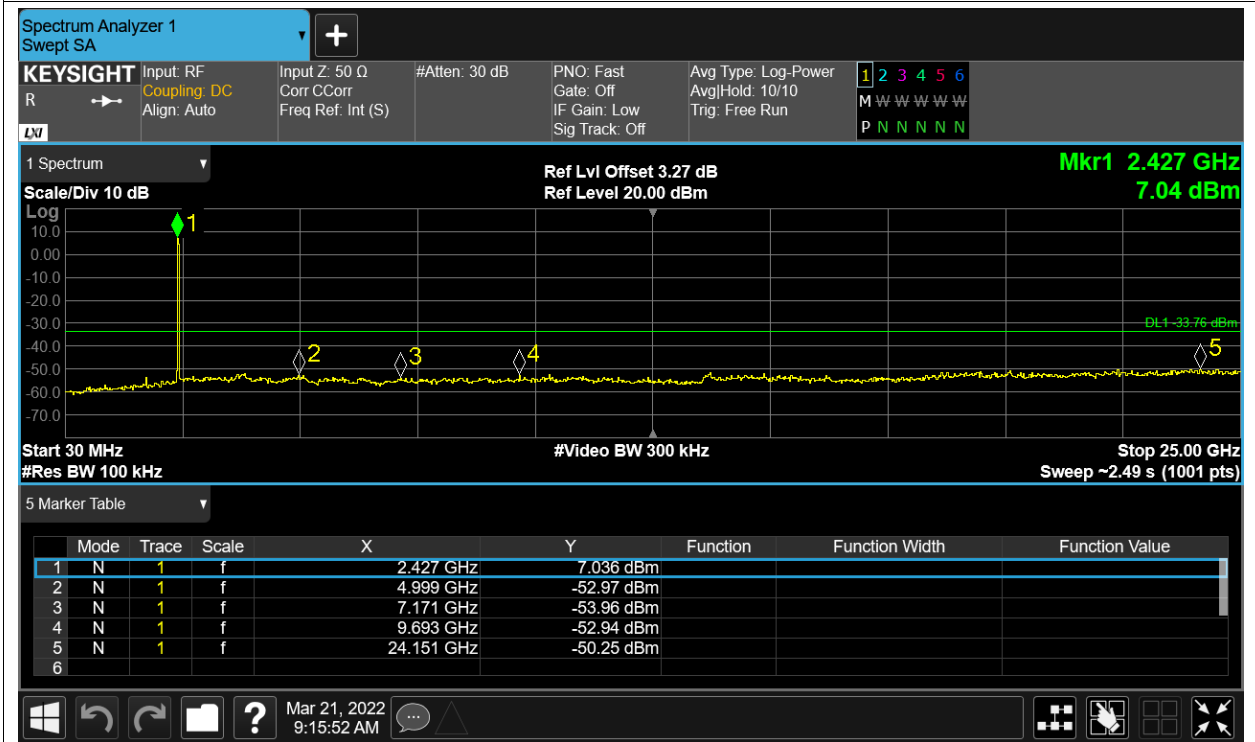 Spectrum Analyzer 1
Swept SA
+
KEYSIGHT
R
LXI
Input: RF
Coupling: DC
Align: Auto
Input Z: 50 Ω
Corr CCorr
Freq Ref: Int (S)
#Atten: 30 dB
PNO: Fast
Gate: Off
IF Gain: Low
Sig Track: Off
Avg Type: Log-Power
Avg|Hold: 10/10
Trig: Free Run
1 2 3 4 5 6
M W W W W W
P N N N N N
1 Spectrum
Scale/Div 10 dB
Ref Lvl Offset 3.27 dB
Ref Level 20.00 dBm
Mkr1 2.427 GHz
7.04 dBm
Log
10.0
0.00
-10.0
-20.0
-30.0
-40.0
-50.0
-60.0
-70.0
1
2
3
4
5
DL1 -33.76 dBm
Start 30 MHz
#Res BW 100 kHz
#Video BW 300 kHz
Stop 25.00 GHz
Sweep ~2.49 s (1001 pts)
5 Marker Table
Mode Trace Scale X Y Function Function Width Function Value
1 N 1 f 2.427 GHz 7.036 dBm
2 N 1 f 4.999 GHz -52.97 dBm
3 N 1 f 7.171 GHz -53.96 dBm
4 N 1 f 9.693 GHz -52.94 dBm
5 N 1 f 24.151 GHz -50.25 dBm
6
?
Mar 21, 2022
9:15:52 AM